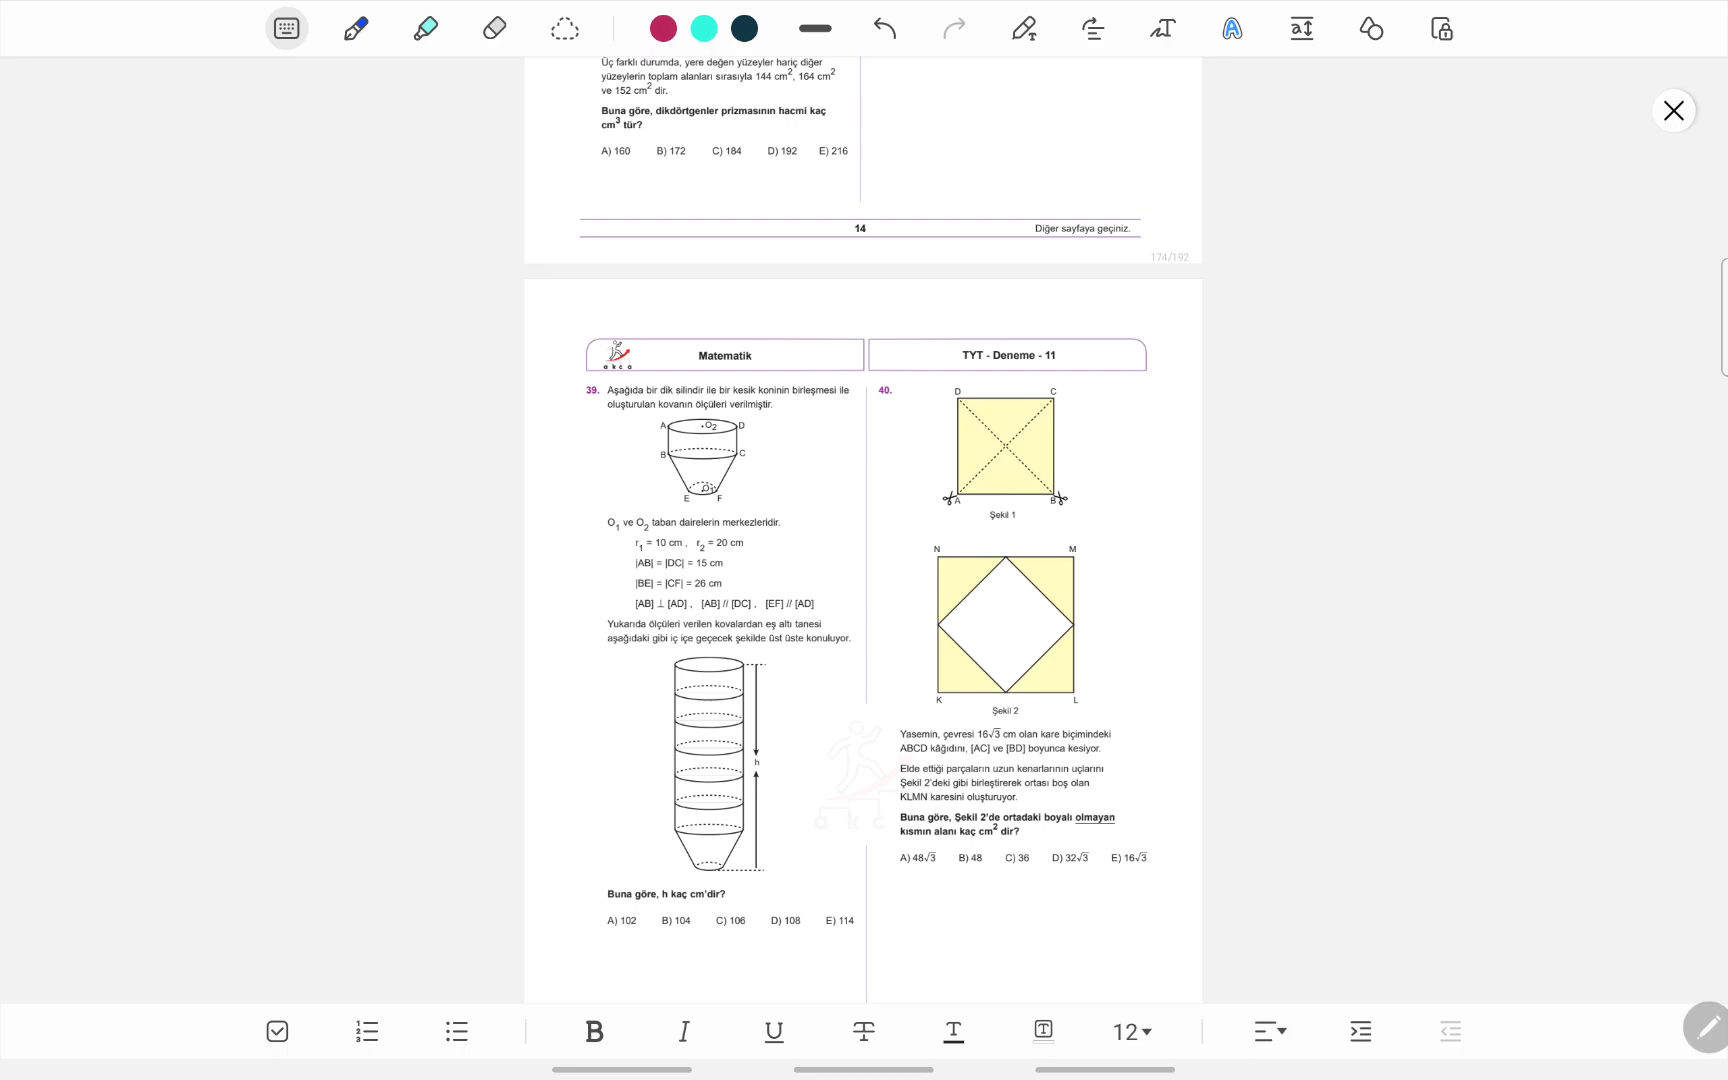 Üç farklı durumda, yere değen yüzeyler hariç diğer
yüzeylerin toplam alanları sırasıyla 144 cm², 164 cm²
ve 152 cm² dir.
Buna göre, dikdörtgenler prizmasının hacmi kaç
cm³ tür?
A) 160 B) 172 C) 184 D) 192 E) 216
14
Diğer sayfaya geçiniz.
174/192
akca
Matematik
TYT - Deneme - 11
39. Aşağıda bir dik silindir ile bir kesik koninin birleşmesi ile
oluşturulan kovanın ölçüleri verilmiştir.
A O₂ D
B C
O₁
E F
O₁ ve O₂ taban dairelerin merkezleridir.
r₁ = 10 cm , r₂ = 20 cm
|AB| = |DC| = 15 cm
|BE| = |CF| = 26 cm
[AB] ⊥ [AD] , [AB] // [DC] , [EF] // [AD]
Yukarıda ölçüleri verilen kovalardan eş altı tanesi
aşağıdaki gibi iç içe geçecek şekilde üst üste konuluyor.
h
Buna göre, h kaç cm'dir?
A) 102 B) 104 C) 106 D) 108 E) 114
40.
D C
A B
Şekil 1
N M
K L
Şekil 2
Yasemin, çevresi 16√3 cm olan kare biçimindeki
ABCD kâğıdını, [AC] ve [BD] boyunca kesiyor.
Elde ettiği parçaların uzun kenarlarının uçlarını
Şekil 2'deki gibi birleştirerek ortası boş olan
KLMN karesini oluşturuyor.
Buna göre, Şekil 2'de ortadaki boyalı olmayan
kısmın alanı kaç cm² dir?
A) 48√3 B) 48 C) 36 D) 32√3 E) 16√3
akc
B I U T T T 12